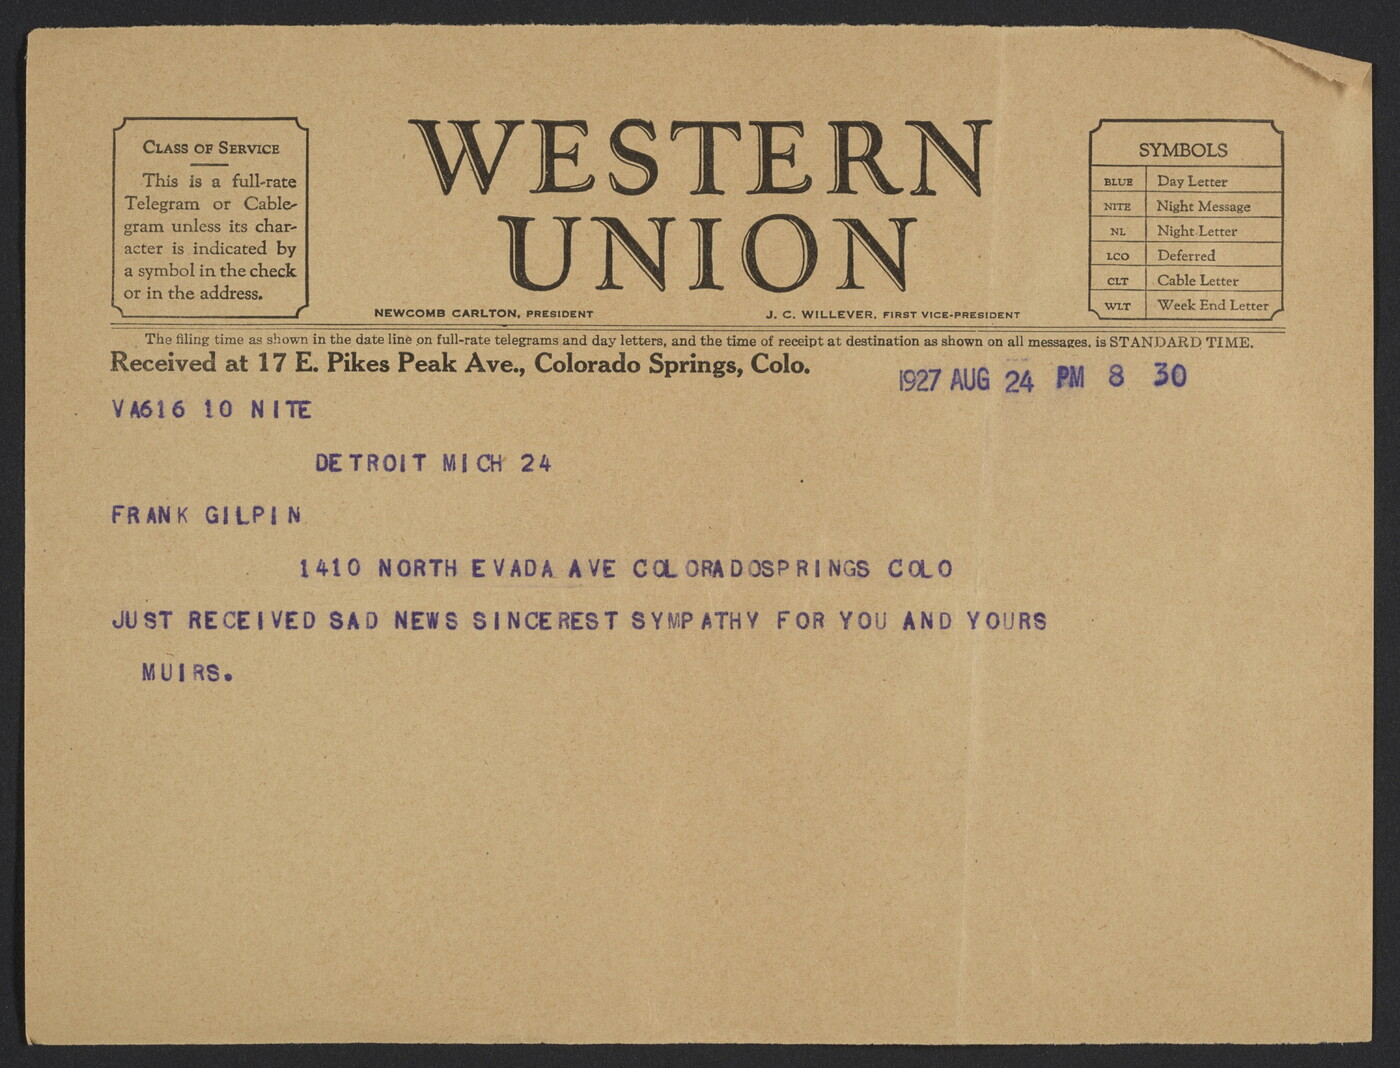 CLASS OF SERVICE
This is a full-rate
Telegram or Cable-
gram unless its char-
acter is indicated by
a symbol in the check
or in the address.
WESTERN
UNION
NEWCOMB CARLTON, PRESIDENT
J. C. WILLEVER, FIRST VICE-PRESIDENT
SYMBOLS
BLUE Day Letter
NITE Night Message
NL Night Letter
LCO Deferred
CLT Cable Letter
WLT Week End Letter
The filing time as shown in the date line on full-rate telegrams and day letters, and the time of receipt at destination as shown on all messages, is STANDARD TIME.
Received at 17 E. Pikes Peak Ave., Colorado Springs, Colo.
1927 AUG 24 PM 8 30
VA616 10 NITE
DETROIT MICH 24
FRANK GILPIN
1410 NORTH EVADA AVE COLORADOSPRINGS COLO
JUST RECEIVED SAD NEWS SINCEREST SYMPATHY FOR YOU AND YOURS
MUIRS.